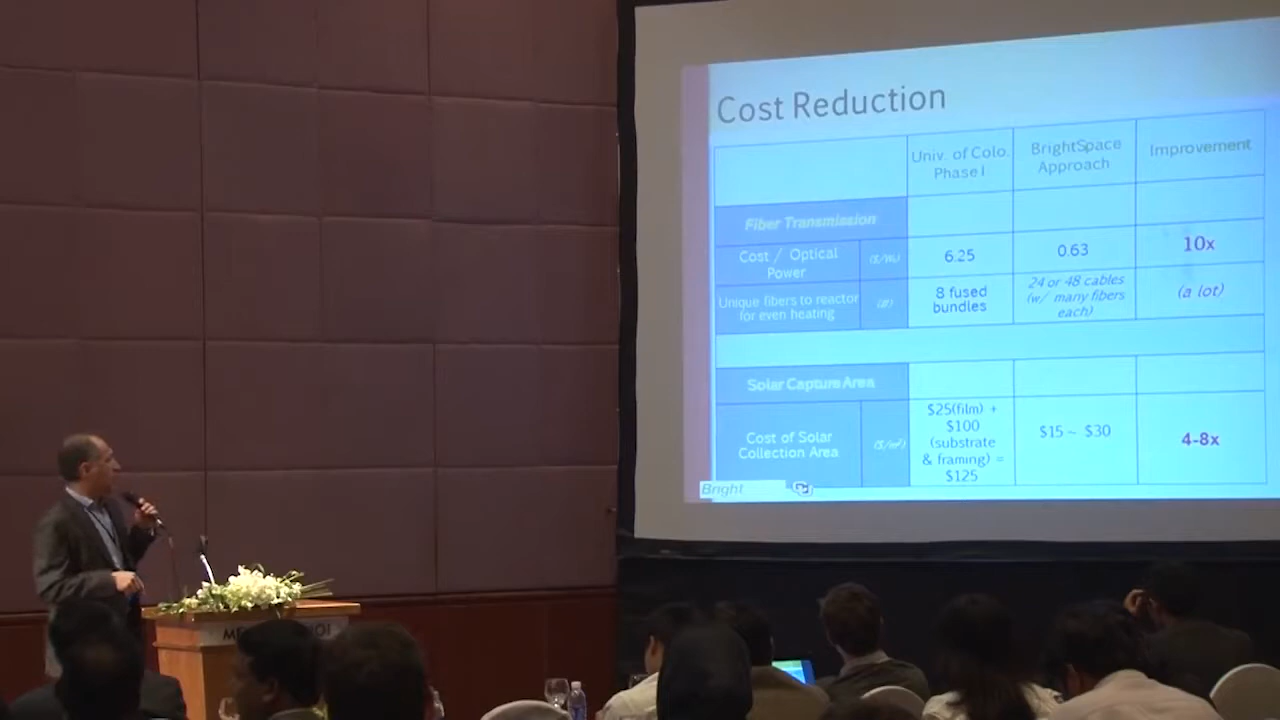 Cost Reduction
Univ. of Colo.
Phase I
BrightSpace
Approach
Improvement
Fiber Transmission
Cost / Optical
Power
6.25
0.63
10x
Unique fibers to reactor
for even heating
(#)
8 fused
bundles
24 or 48 cables
(w/ many fibers
each)
(a lot)
Solar Capture Area
Cost of Solar
Collection Area
($/m²)
$25(film) +
$100
(substrate
& framing) =
$125
$15 ~ $30
4-8x
Bright